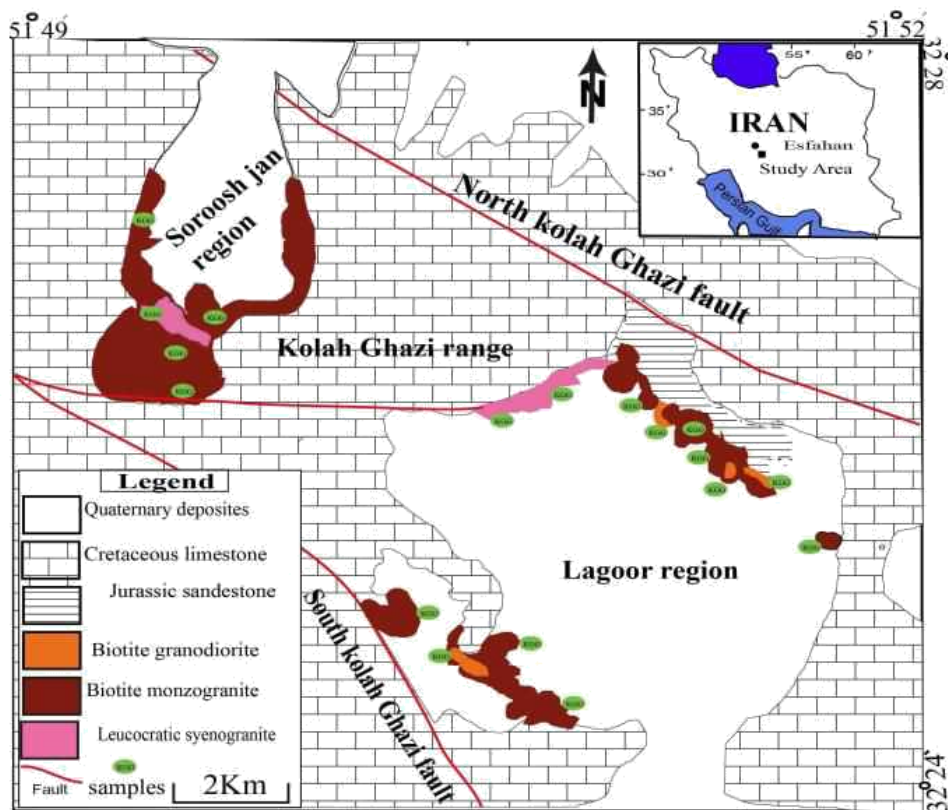 51° 49
51° 52
32° 28
N
55°
60°
35°
30°
IRAN
Esfahan
Study Area
Persian Gulf
Soroosh jan
region
North kolah Ghazi fault
Kolah Ghazi range
Lagoor region
South kolah Ghazi fault
Legend
Quaternary deposites
Cretaceous limestone
Jurassic sandestone
Biotite granodiorite
Biotite monzogranite
Leucocratic syenogranite
Fault
samples
2Km
32° 24